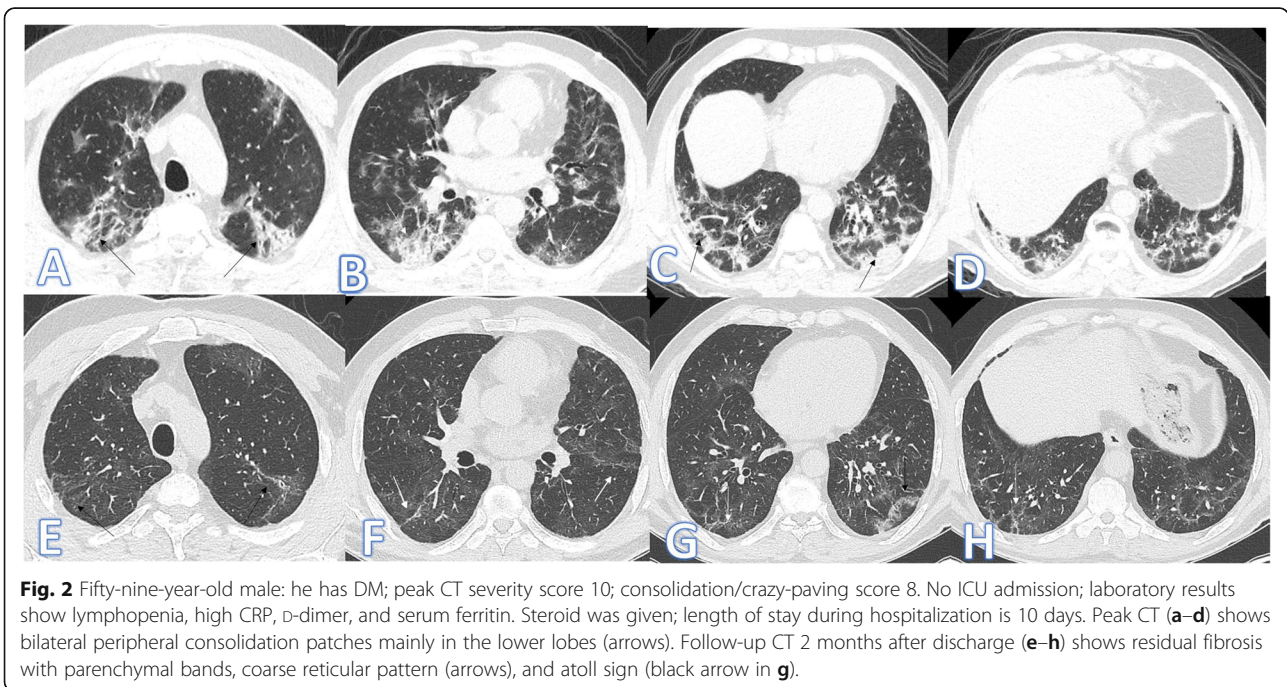 A B C D
E F G H
Fig. 2 Fifty-nine-year-old male: he has DM; peak CT severity score 10; consolidation/crazy-paving score 8. No ICU admission; laboratory results
show lymphopenia, high CRP, D-dimer, and serum ferritin. Steroid was given; length of stay during hospitalization is 10 days. Peak CT (a–d) shows
bilateral peripheral consolidation patches mainly in the lower lobes (arrows). Follow-up CT 2 months after discharge (e–h) shows residual fibrosis
with parenchymal bands, coarse reticular pattern (arrows), and atoll sign (black arrow in g).